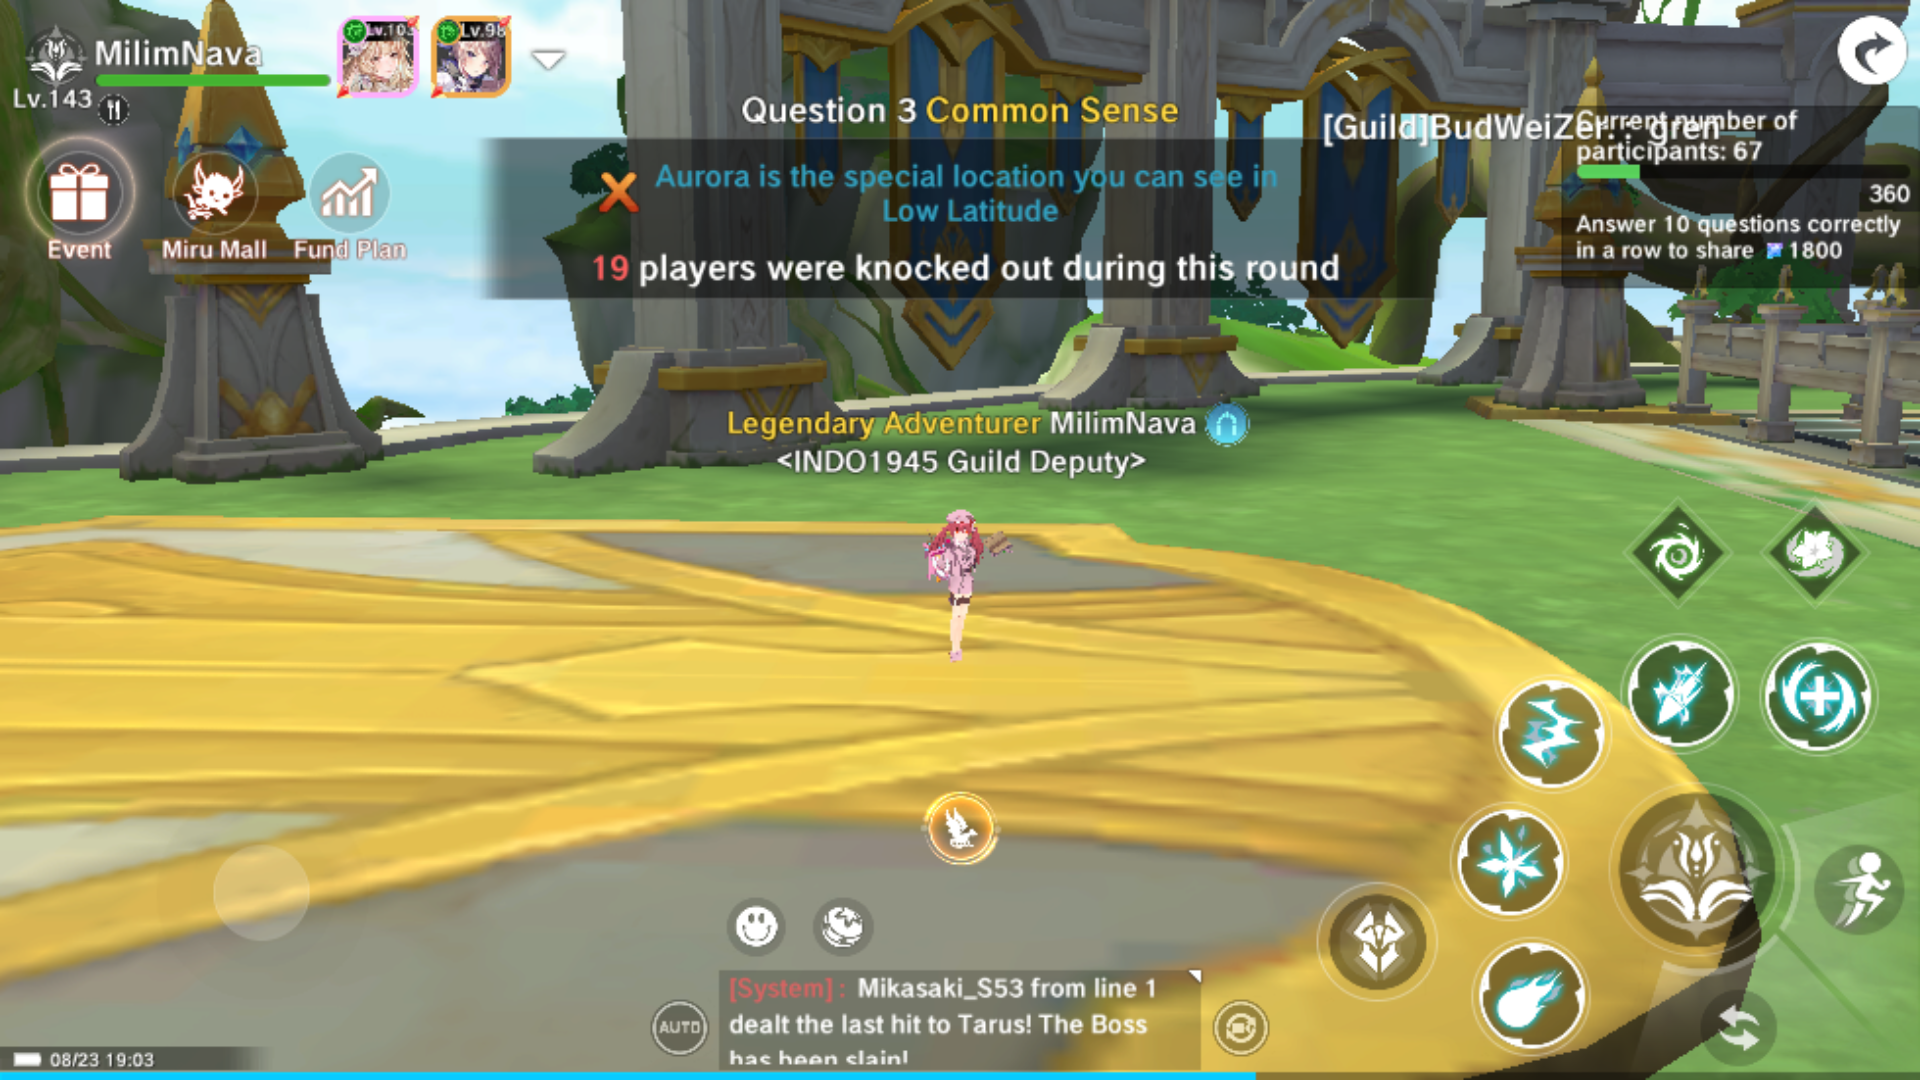 MilimNava
Lv.143
Lv.103
Lv.98
Event
Miru Mall
Fund Plan
Question 3 Common Sense
Aurora is the special location you can see in
Low Latitude
19 players were knocked out during this round
[Guild]BudWeiZer: : gren
Current number of
participants: 67
360
Answer 10 questions correctly
in a row to share 1800
Legendary Adventurer MilimNava
<INDO1945 Guild Deputy>
[System] : Mikasaki_S53 from line 1
dealt the last hit to Tarus! The Boss
has been slain!
AUTO
08/23 19:03